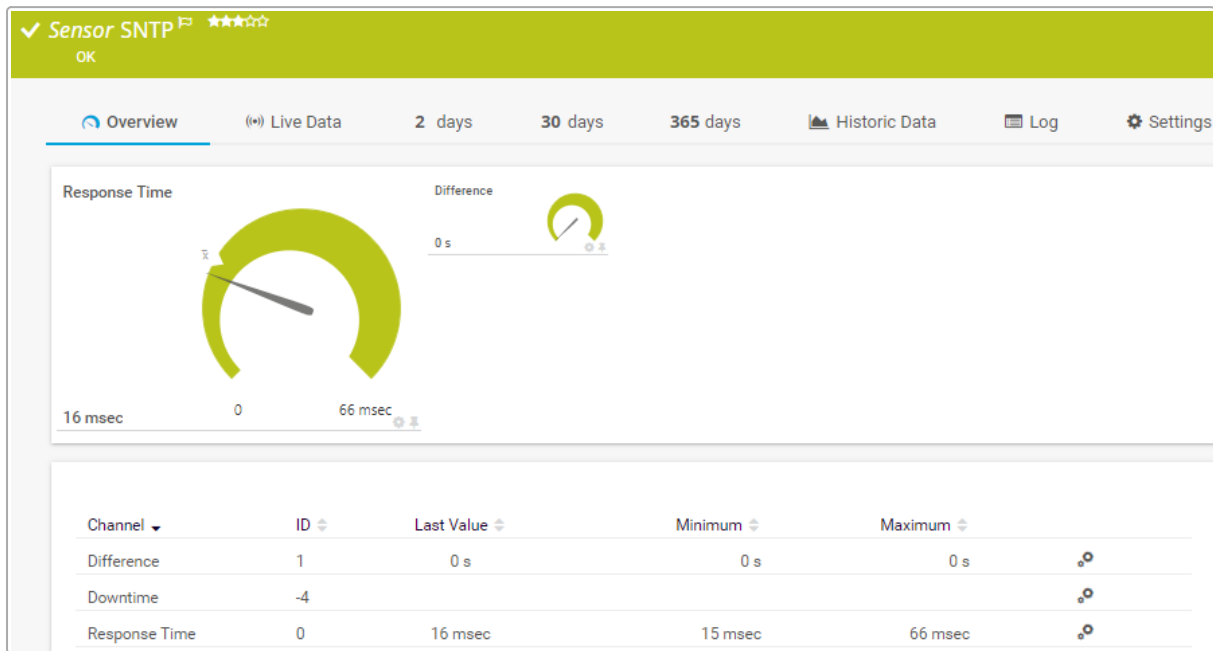 Sensor SNTP
OK
Overview Live Data 2 days 30 days 365 days Historic Data Log Settings
Response Time
Difference
0 s
x̄
0
66 msec
16 msec
Channel ID Last Value Minimum Maximum
Difference 1 0 s 0 s 0 s
Downtime -4
Response Time 0 16 msec 15 msec 66 msec